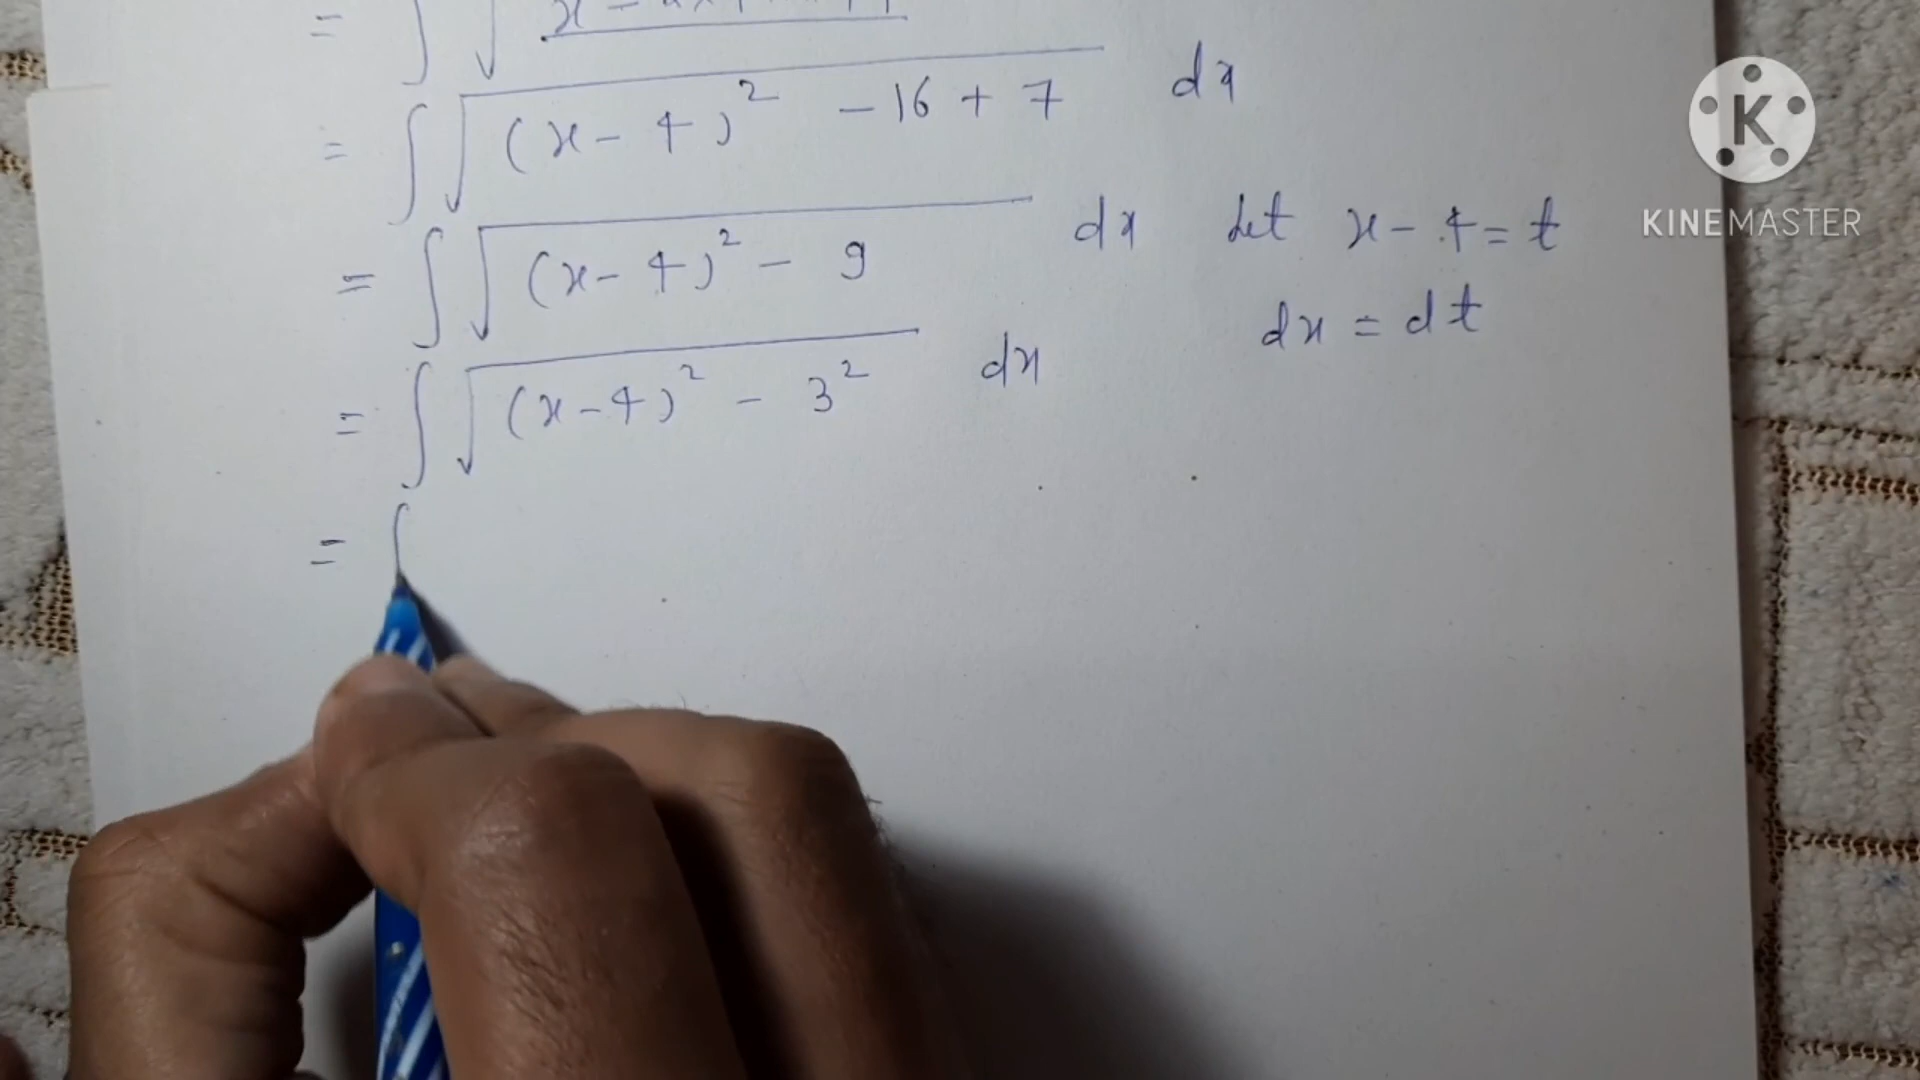 = ∫ √
= ∫ √(x-4)² -16 + 7 dx
= ∫ √(x-4)² - 9 dx Let x - 4 = t
dx = dt
= ∫ √(x-4)² - 3² dx
= ∫
K
KINEMASTER